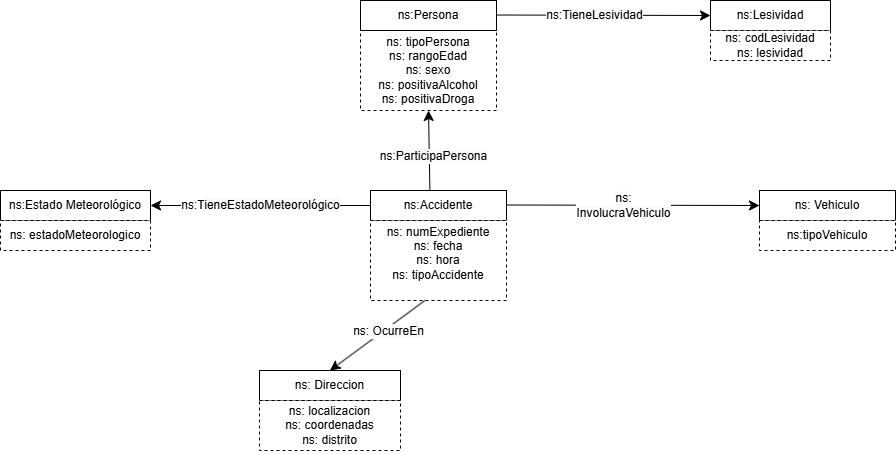 ns:Persona
ns:TieneLesividad
ns:Lesividad
ns: tipoPersona
ns: rangoEdad
ns: sexo
ns: positivaAlcohol
ns: positivaDroga
ns: codLesividad
ns: lesividad
ns:ParticipaPersona
ns:Estado Meteorológico
ns:TieneEstadoMeteorológico
ns:Accidente
ns:
InvolucraVehiculo
ns: Vehiculo
ns: estadoMeteorologico
ns: numExpediente
ns: fecha
ns: hora
ns: tipoAccidente
ns:tipoVehiculo
ns: OcurreEn
ns: Direccion
ns: localizacion
ns: coordenadas
ns: distrito